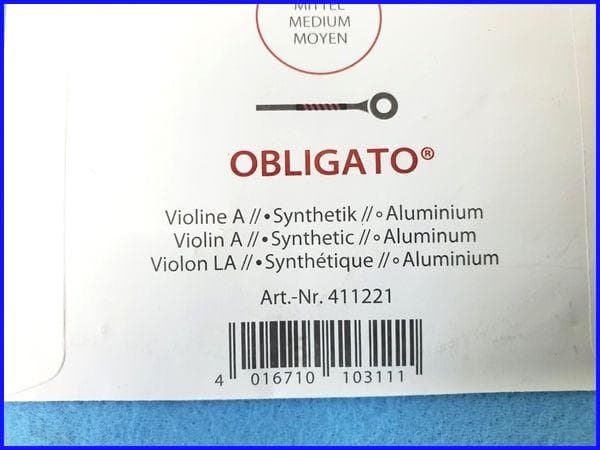 MITTEL
MEDIUM
MOYEN
OBLIGATO®
Violine A // • Synthetik // ∘ Aluminium
Violin A // • Synthetic // ∘ Aluminum
Violon LA // • Synthétique // ∘ Aluminium
Art.-Nr. 411221
4 016710 103111